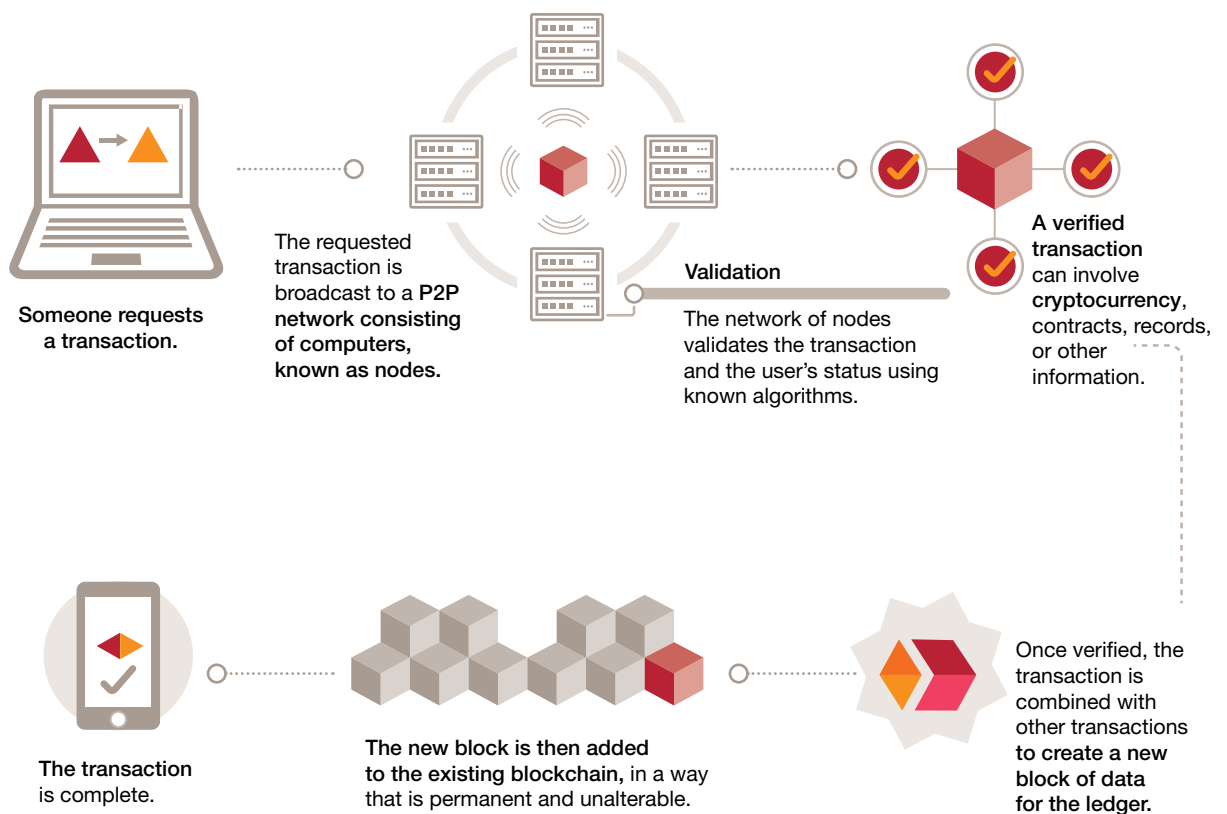 Someone requests
a transaction.
The requested
transaction is
broadcast to a P2P
network consisting
of computers,
known as nodes.
Validation
The network of nodes
validates the transaction
and the user’s status using
known algorithms.
A verified
transaction
can involve
cryptocurrency,
contracts, records,
or other
information.
Once verified, the
transaction is
combined with
other transactions
to create a new
block of data
for the ledger.
The new block is then added
to the existing blockchain, in a way
that is permanent and unalterable.
The transaction
is complete.